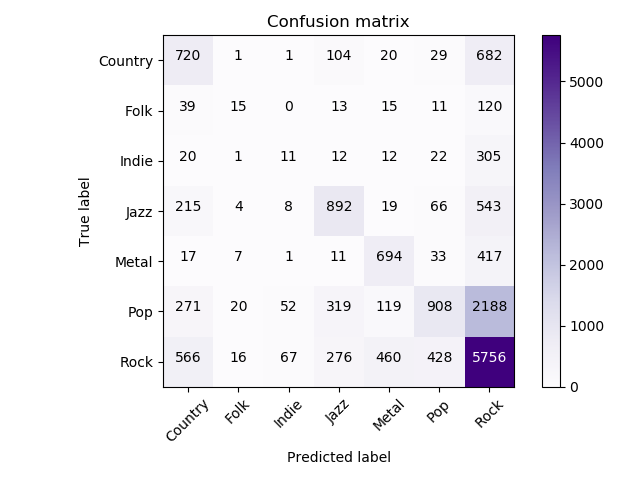 Confusion matrix
Country 720 1 1 104 20 29 682
Folk 39 15 0 13 15 11 120
Indie 20 1 11 12 12 22 305
Jazz 215 4 8 892 19 66 543
Metal 17 7 1 11 694 33 417
Pop 271 20 52 319 119 908 2188
Rock 566 16 67 276 460 428 5756
Country Folk Indie Jazz Metal Pop Rock
Predicted label
True label
5000
4000
3000
2000
1000
0